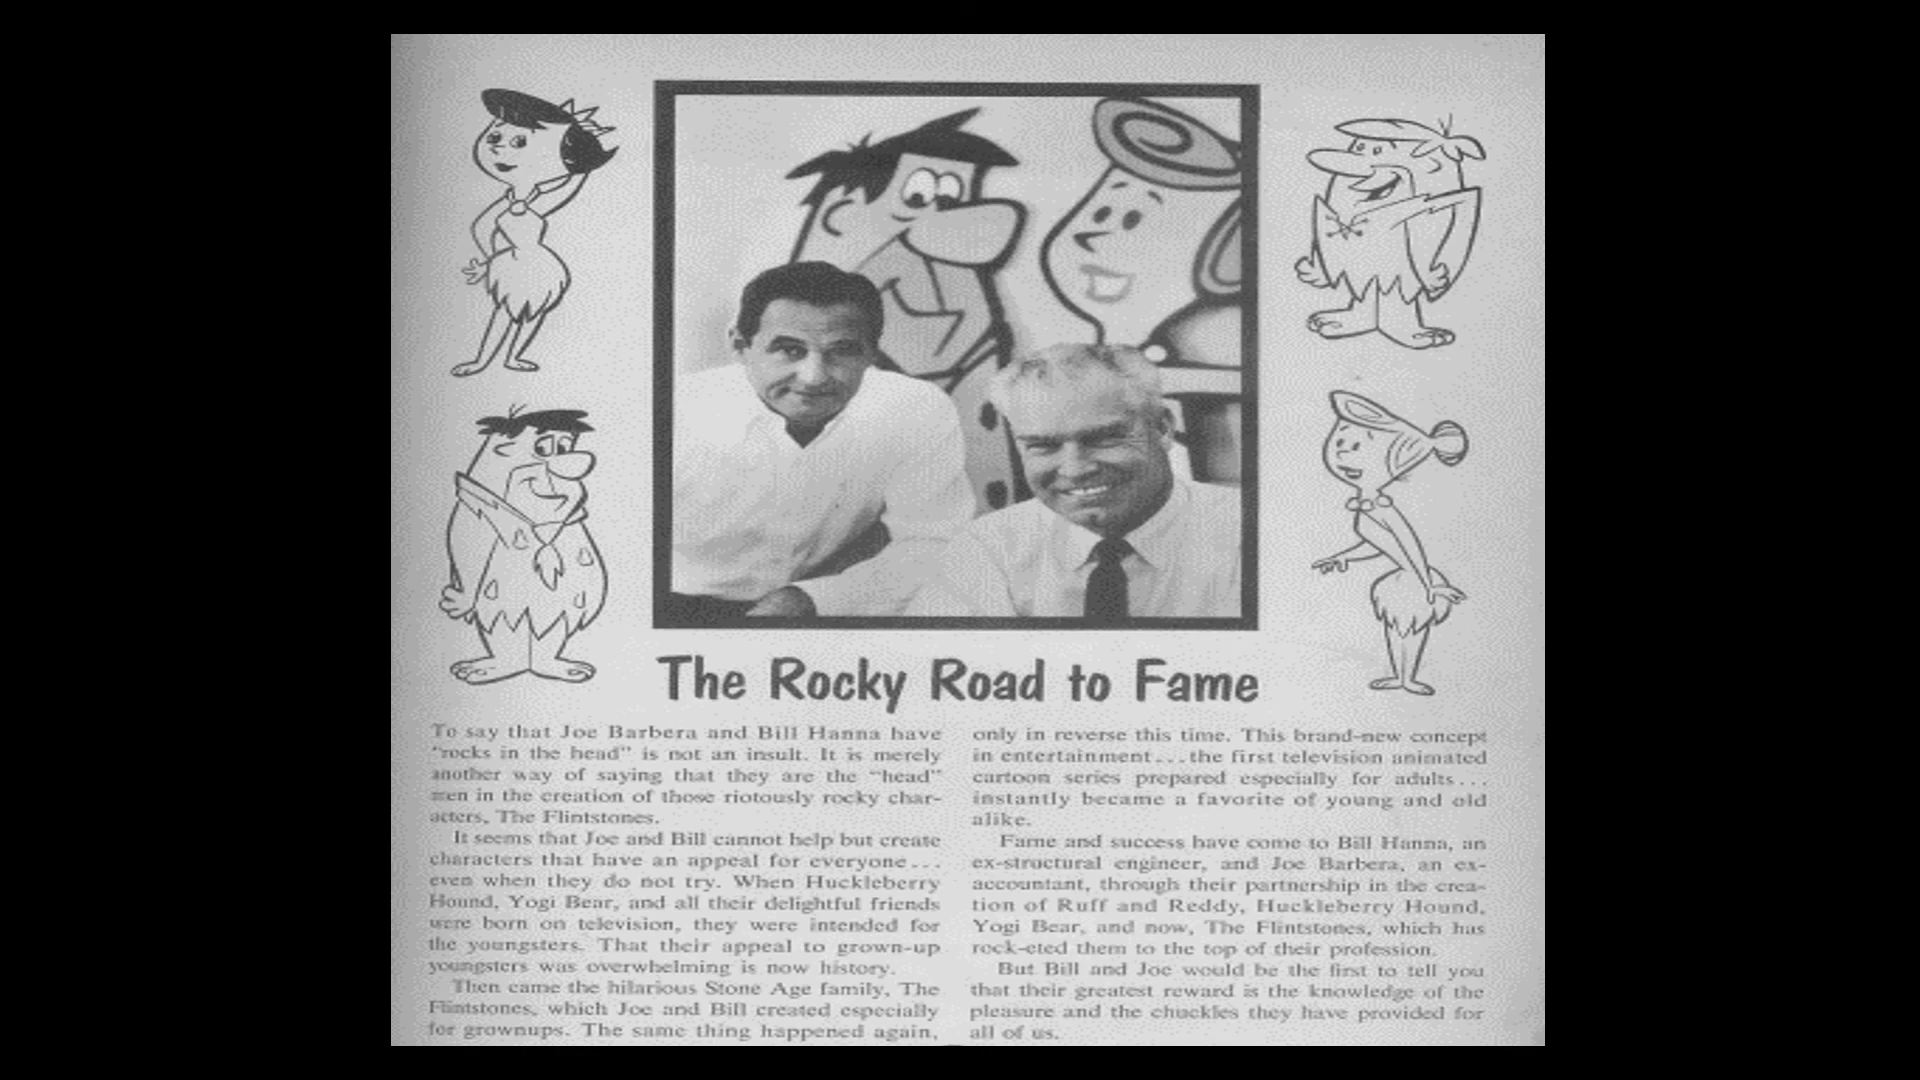 The Rocky Road to Fame
To say that Joe Barbera and Bill Hanna have
"rocks in the head" is not an insult. It is merely
another way of saying that they are the "head"
men in the creation of those riotously rocky char-
acters, The Flintstones.
It seems that Joe and Bill cannot help but create
characters that have an appeal for everyone...
even when they do not try. When Huckleberry
Hound, Yogi Bear, and all their delightful friends
were born on television, they were intended for
the youngsters. That their appeal to grown-up
youngsters was overwhelming is now history.
Then came the hilarious Stone Age family, The
Flintstones, which Joe and Bill created especially
for grownups. The same thing happened again,
only in reverse this time. This brand-new concept
in entertainment...the first television animated
cartoon series prepared especially for adults...
instantly became a favorite of young and old
alike.
Fame and success have come to Bill Hanna, an
ex-structural engineer, and Joe Barbera, an ex-
accountant, through their partnership in the crea-
tion of Ruff and Reddy, Huckleberry Hound,
Yogi Bear, and now, The Flintstones, which has
rock-eted them to the top of their profession.
But Bill and Joe would be the first to tell you
that their greatest reward is the knowledge of the
pleasure and the chuckles they have provided for
all of us.